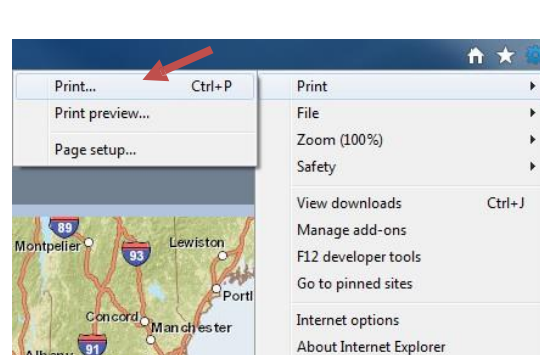 Print... Ctrl+P
Print preview...
Page setup...
Print
File
Zoom (100%)
Safety
View downloads Ctrl+J
Manage add-ons
F12 developer tools
Go to pinned sites
Internet options
About Internet Explorer
89
Montpelier
93
Lewiston
Portl
Concord
Manchester
Albany
91